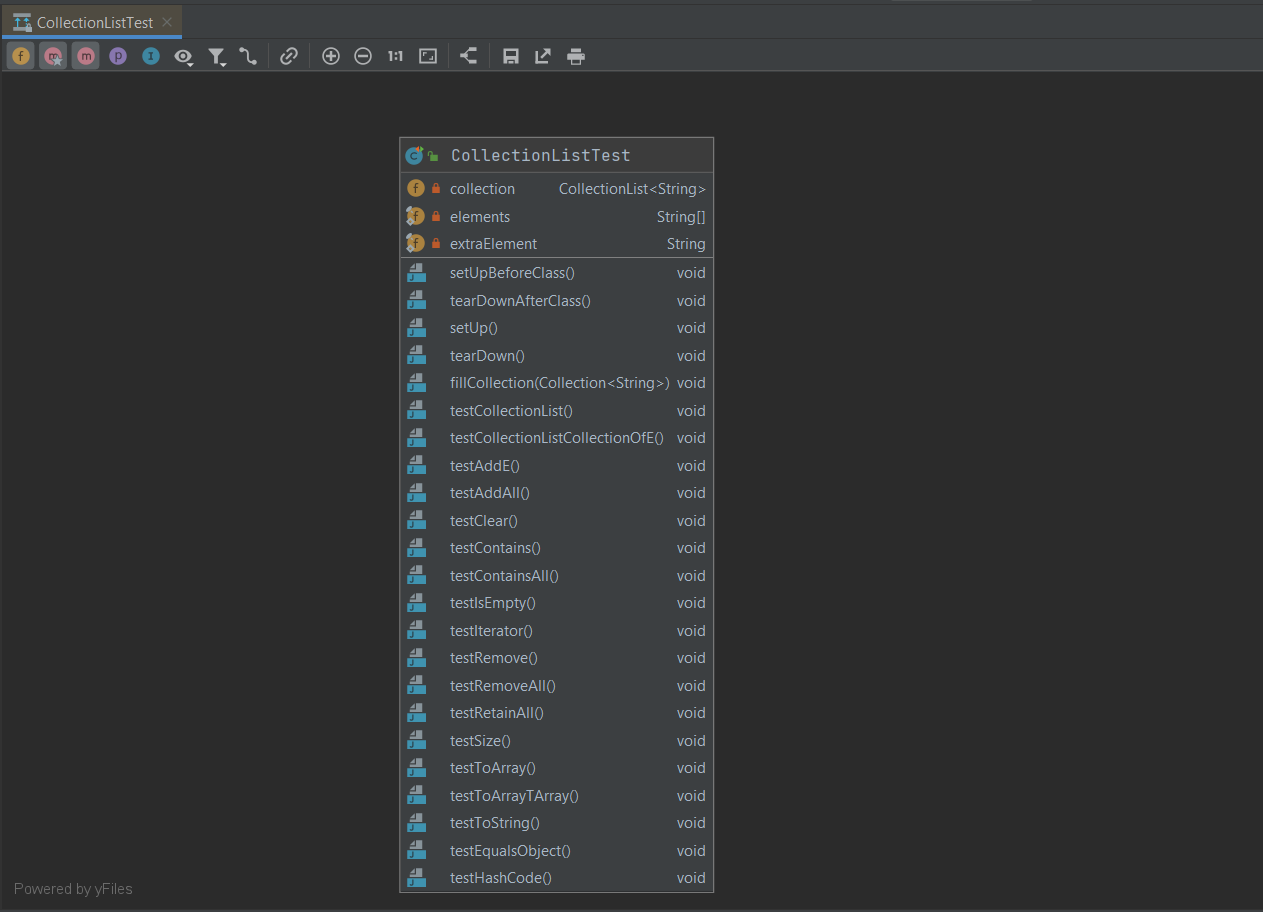 CollectionListTest
1:1
CollectionListTest
collection CollectionList<String>
elements String[]
extraElement String
setUpBeforeClass() void
tearDownAfterClass() void
setUp() void
tearDown() void
fillCollection(Collection<String>) void
testCollectionList() void
testCollectionListCollectionOfE() void
testAddE() void
testAddAll() void
testClear() void
testContains() void
testContainsAll() void
testIsEmpty() void
testIterator() void
testRemove() void
testRemoveAll() void
testRetainAll() void
testSize() void
testToArray() void
testToArrayTArray() void
testToString() void
testEqualsObject() void
testHashCode() void
Powered by yFiles